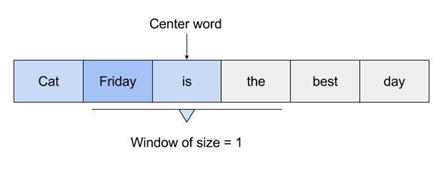 Center word
Cat Friday is the best day
Window of size = 1